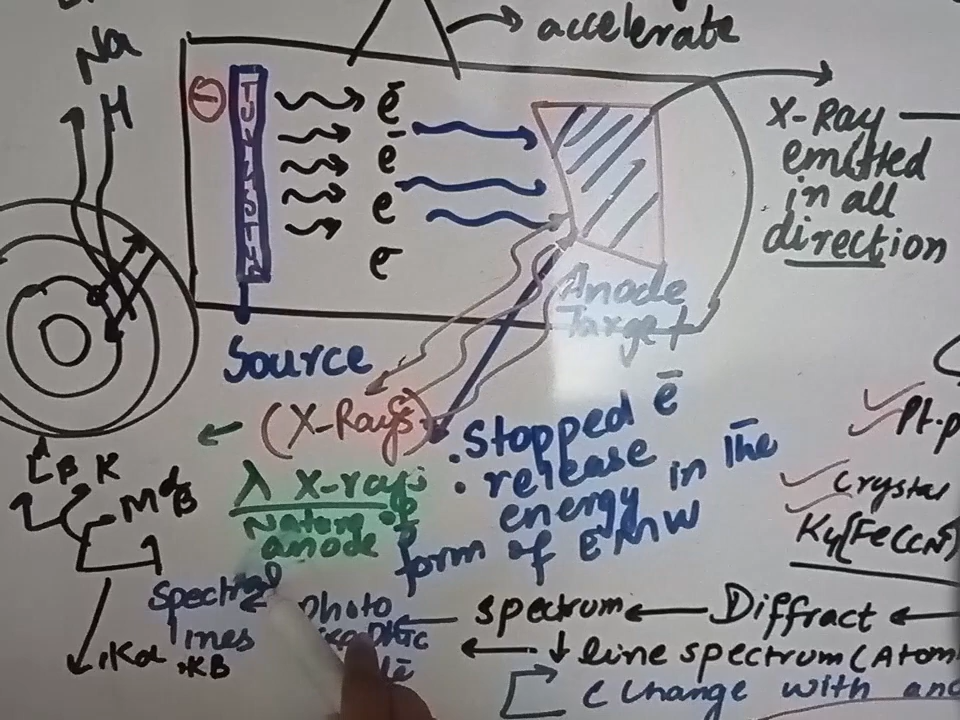 accelerate
Na
H
TUNGSTN
e̅
e̅
e
e̅
X-Ray
emitted
in all
direction
Anode
Target
Source
(X-Rays)
.Stopped e̅
: release
energy in the
form of EMW
λ X-rays
Nature of
anode
L β K
M α β
Spectral
lines
Photo
.Kα
.KB
spectrum ← Diffract ←
line spectrum (Atom
( Change with an
Pt.p
Crystal
K4[Fe(CN